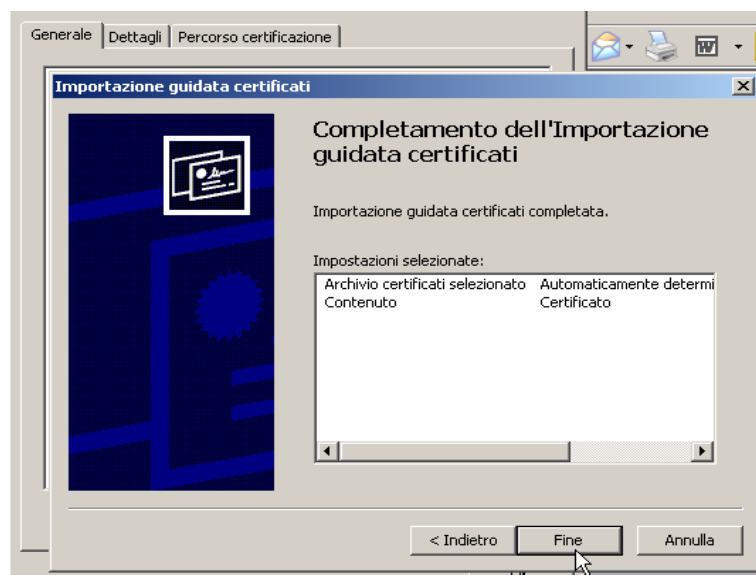 Generale Dettagli Percorso certificazione
Importazione guidata certificati
Completamento dell'Importazione
guidata certificati
Importazione guidata certificati completata.
Impostazioni selezionate:
Archivio certificati selezionato Automaticamente determi
Contenuto Certificato
< Indietro Fine Annulla